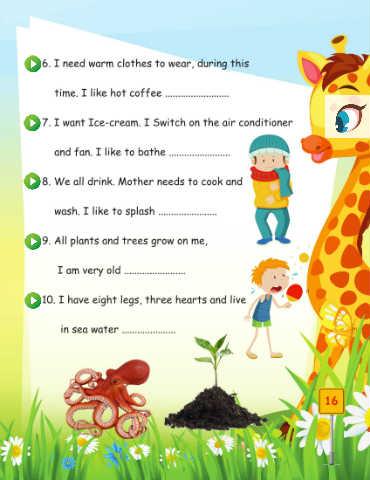 6. I need warm clothes to wear, during this
time. I like hot coffee ..........................
7. I want Ice-cream. I Switch on the air conditioner
and fan. I like to bathe .........................
8. We all drink. Mother needs to cook and
wash. I like to splash ........................
9. All plants and trees grow on me,
I am very old .........................
10. I have eight legs, three hearts and live
in sea water ......................
16